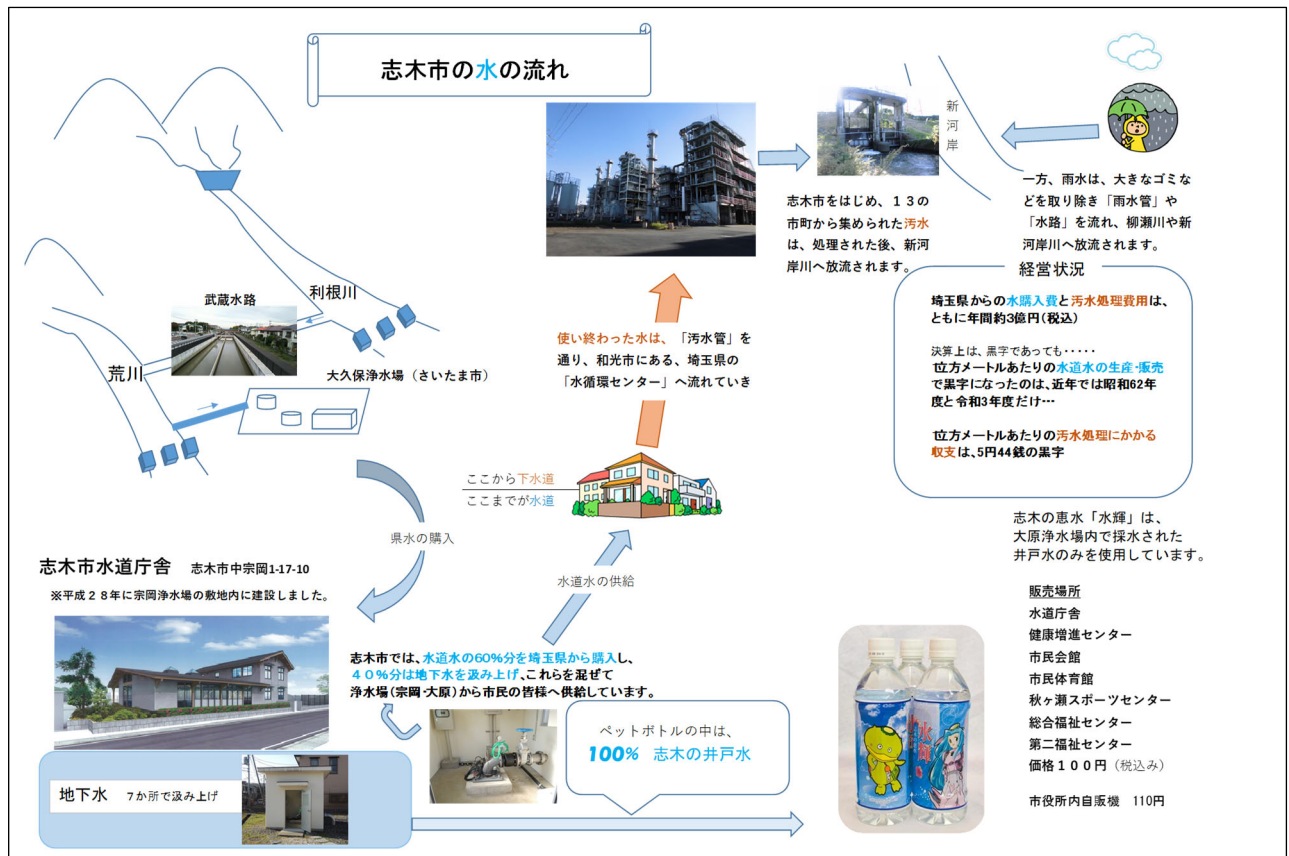 志木市の水の流れ
新河岸
志木市をはじめ、１３の
市町から集められた汚水
は、処理された後、新河
岸川へ放流されます。
一方、雨水は、大きなゴミな
どを取り除き「雨水管」や
「水路」を流れ、柳瀬川や新
河岸川へ放流されます。
経営状況
埼玉県からの水購入費と汚水処理費用は、
ともに年間約3億円（税込）
決算上は、黒字であっても・・・・・
1立方メートルあたりの水道水の生産・販売
で黒字になったのは、近年では昭和62年
度と令和3年度だけ…
1立方メートルあたりの汚水処理にかかる
収支は、5円44銭の黒字
武蔵水路
利根川
荒川
大久保浄水場（さいたま市）
使い終わった水は、「汚水管」を
通り、和光市にある、埼玉県の
「水循環センター」へ流れていき
ここから下水道
ここまでが水道
県水の購入
水道水の供給
志木市水道庁舎　志木市中宗岡1-17-10
※平成２８年に宗岡浄水場の敷地内に建設しました。
志木市では、水道水の60%分を埼玉県から購入し、
４０％分は地下水を汲み上げ、これらを混ぜて
浄水場（宗岡・大原）から市民の皆様へ供給しています。
地下水　７か所で汲み上げ
ペットボトルの中は、
100%　志木の井戸水
志木の恵水「水輝」は、
大原浄水場内で採水された
井戸水のみを使用しています。
販売場所
水道庁舎
健康増進センター
市民会館
市民体育館
秋ヶ瀬スポーツセンター
総合福祉センター
第二福祉センター
価格１００円（税込み）
市役所内自販機　110円
水輝